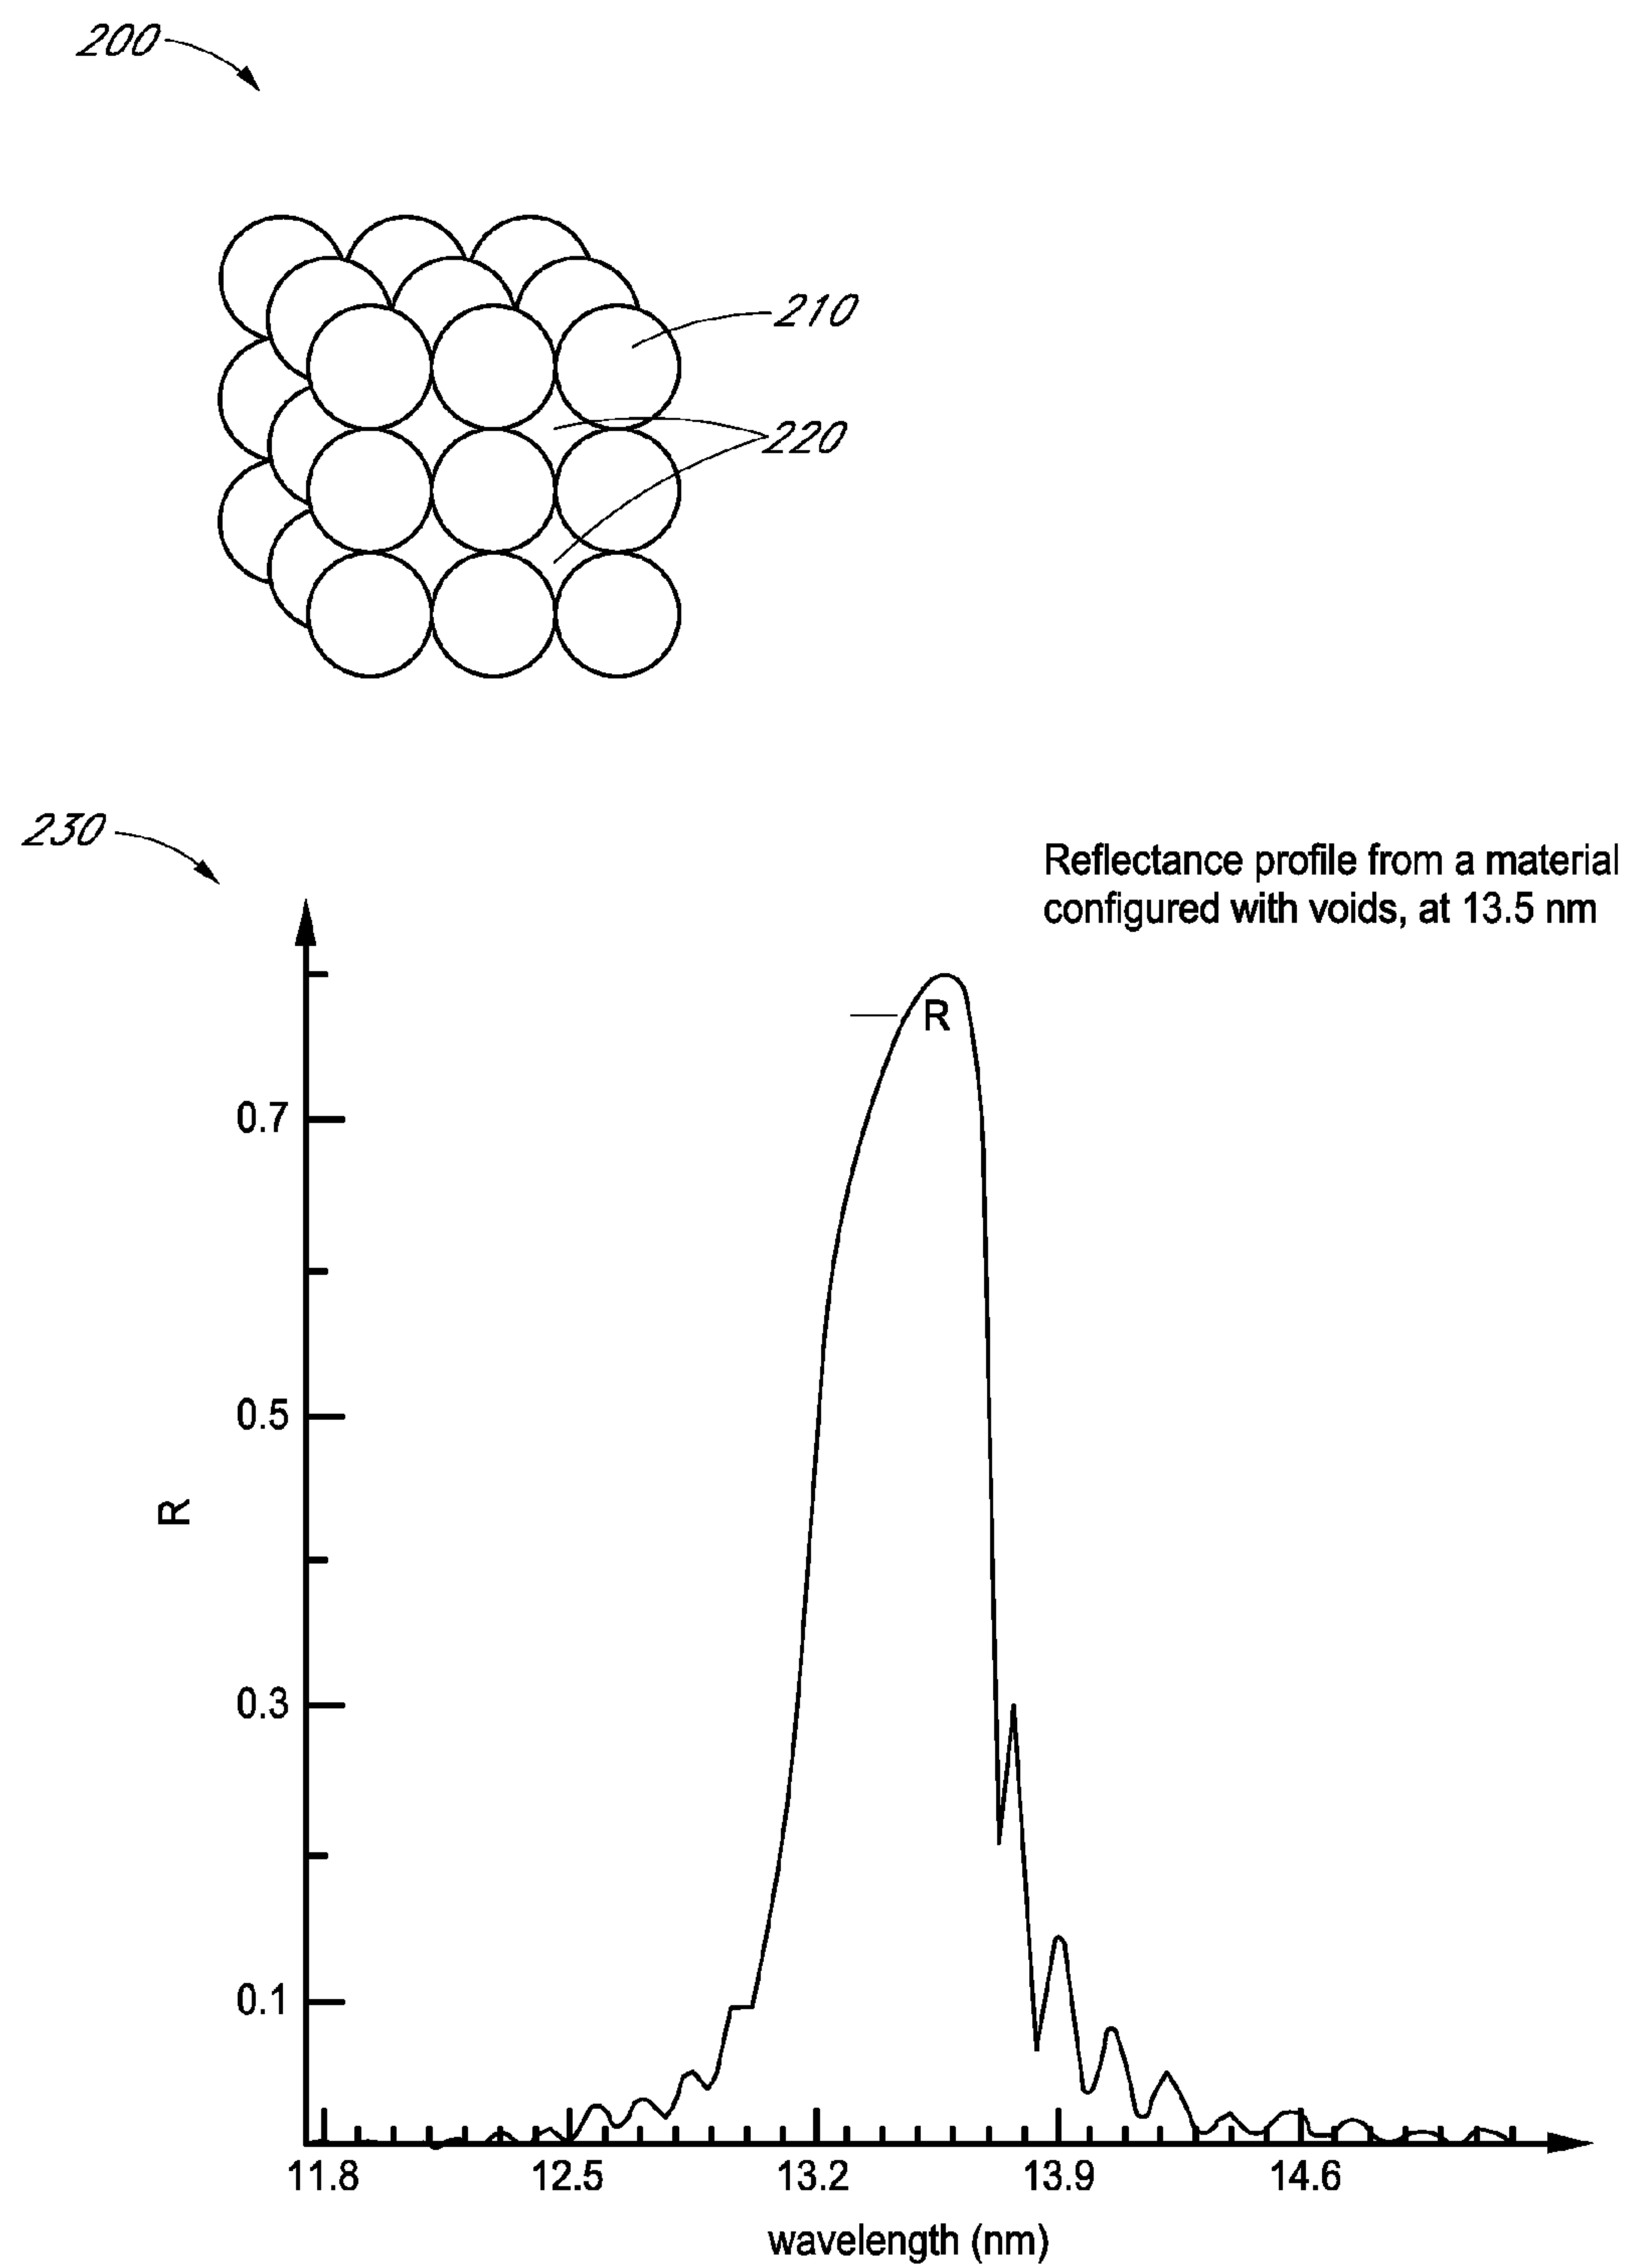 200
210
220
230
Reflectance profile from a material
configured with voids, at 13.5 nm
R
0.7
0.5
R
0.3
0.1
11.8 12.5 13.2 13.9 14.6
wavelength (nm)